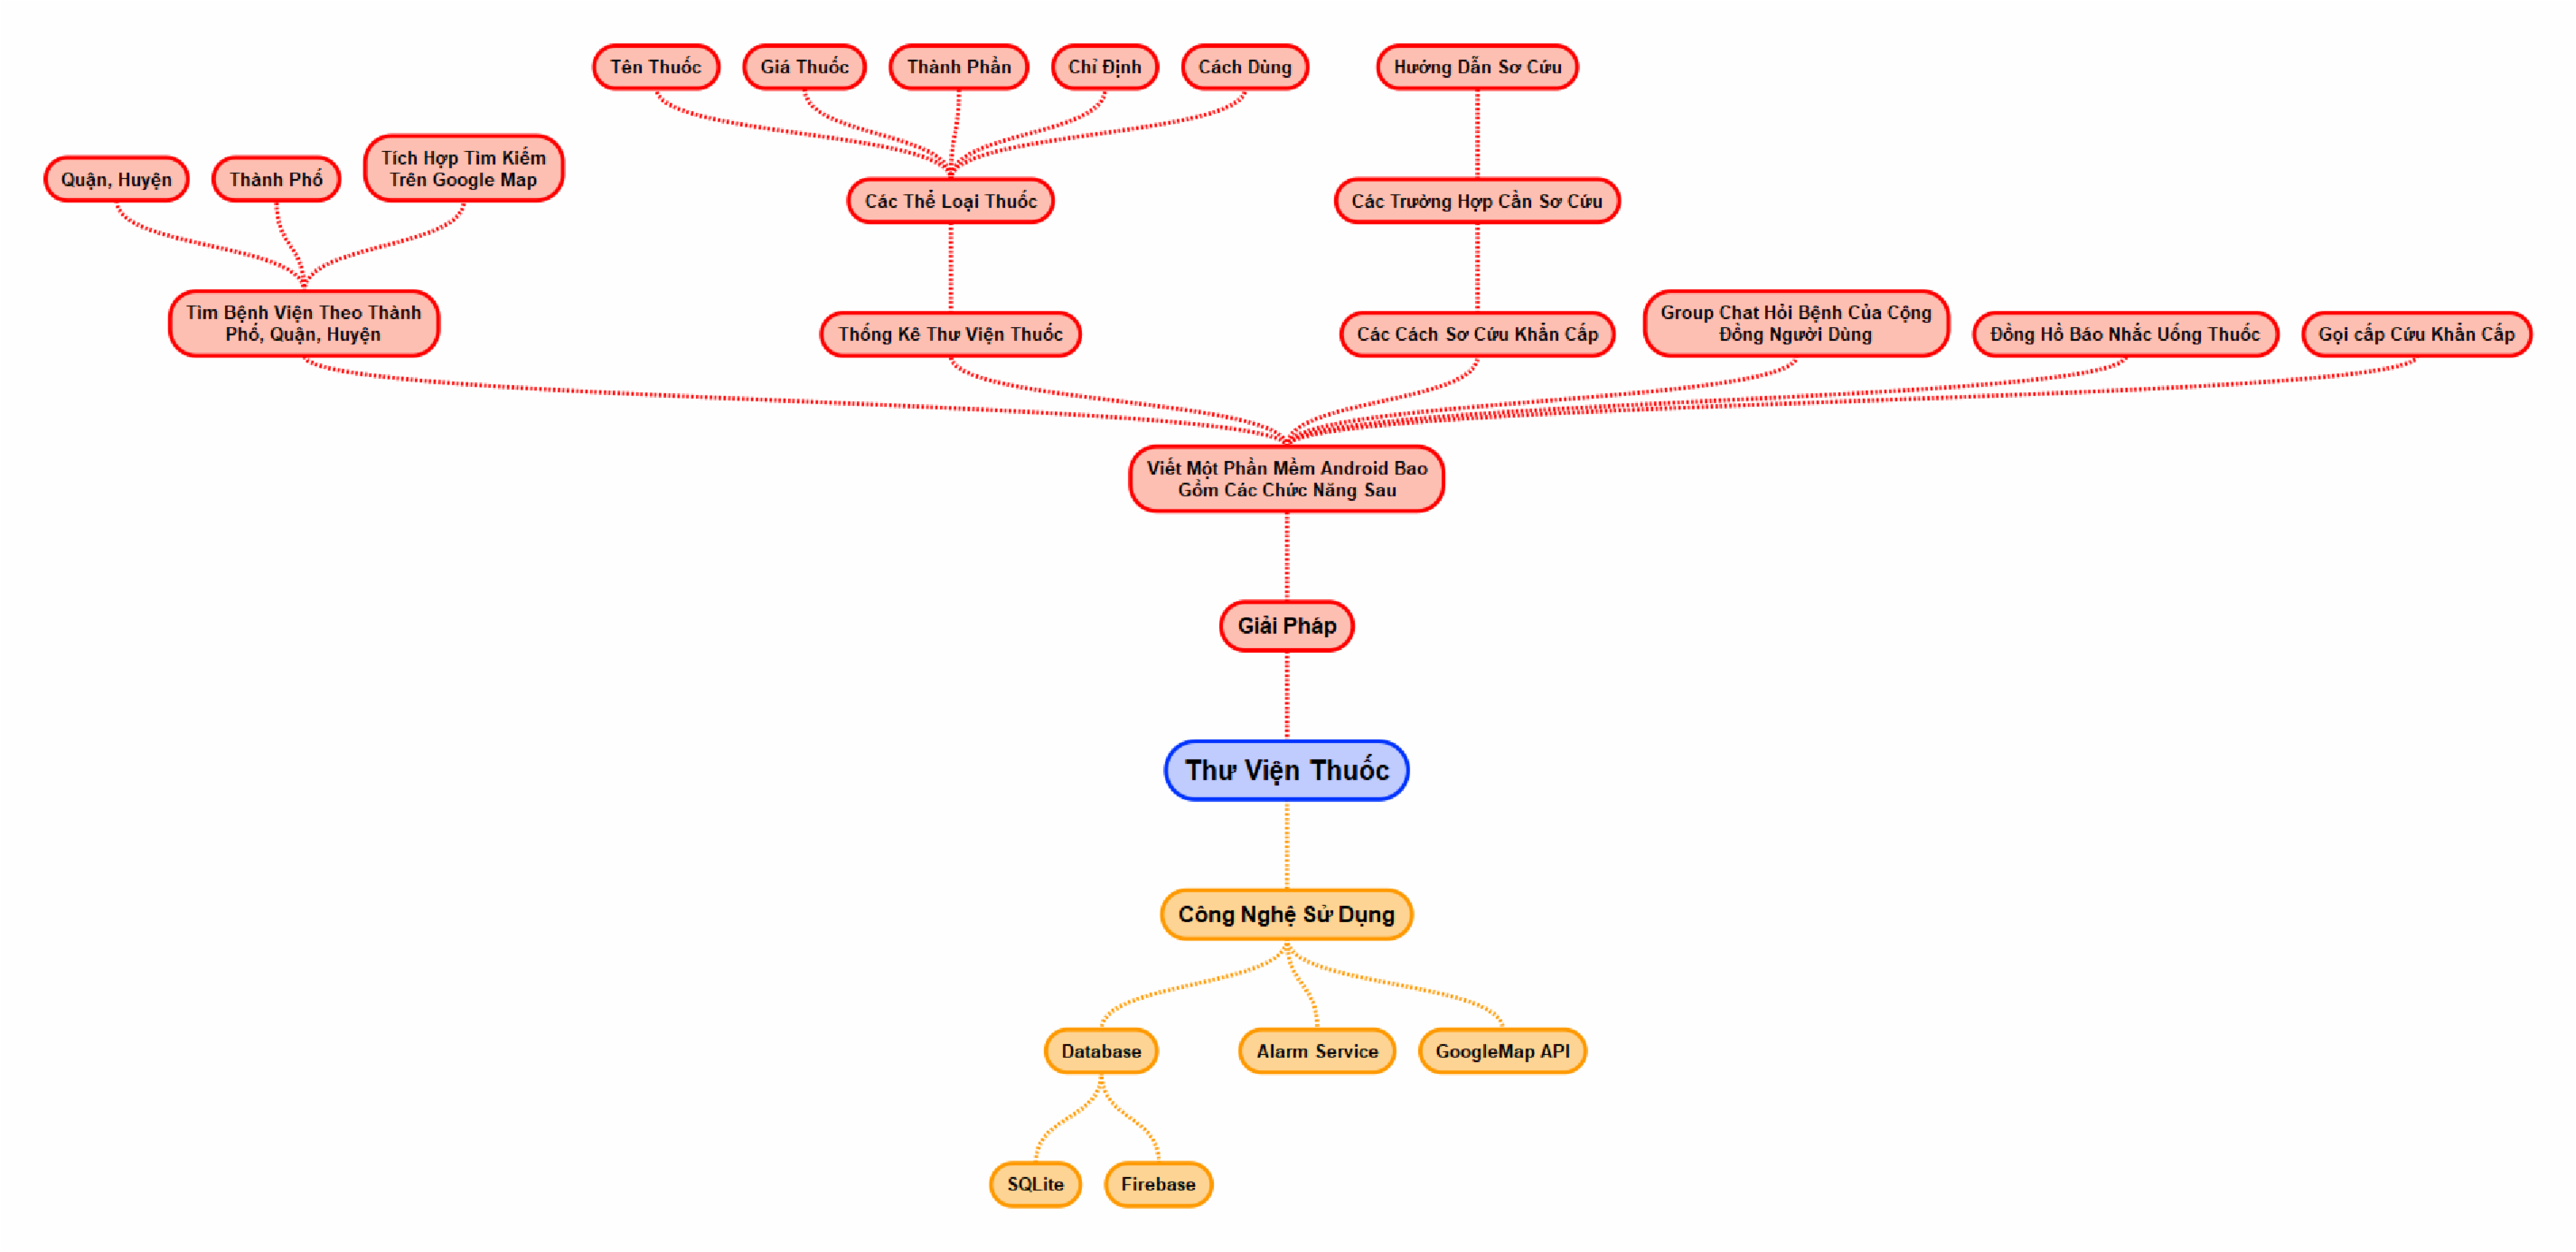 Tên Thuốc
Giá Thuốc
Thành Phần
Chỉ Định
Cách Dùng
Hướng Dẫn Sơ Cứu
Quận, Huyện
Thành Phố
Tích Hợp Tìm Kiếm
Trên Google Map
Các Thể Loại Thuốc
Các Trường Hợp Cần Sơ Cứu
Tìm Bệnh Viện Theo Thành
Phố, Quận, Huyện
Thống Kê Thư Viện Thuốc
Các Cách Sơ Cứu Khẩn Cấp
Group Chat Hỏi Bệnh Của Cộng
Đồng Người Dùng
Đồng Hồ Báo Nhắc Uống Thuốc
Gọi cấp Cứu Khẩn Cấp
Viết Một Phần Mềm Android Bao
Gồm Các Chức Năng Sau
Giải Pháp
Thư Viện Thuốc
Công Nghệ Sử Dụng
Database
Alarm Service
GoogleMap API
SQLite
Firebase